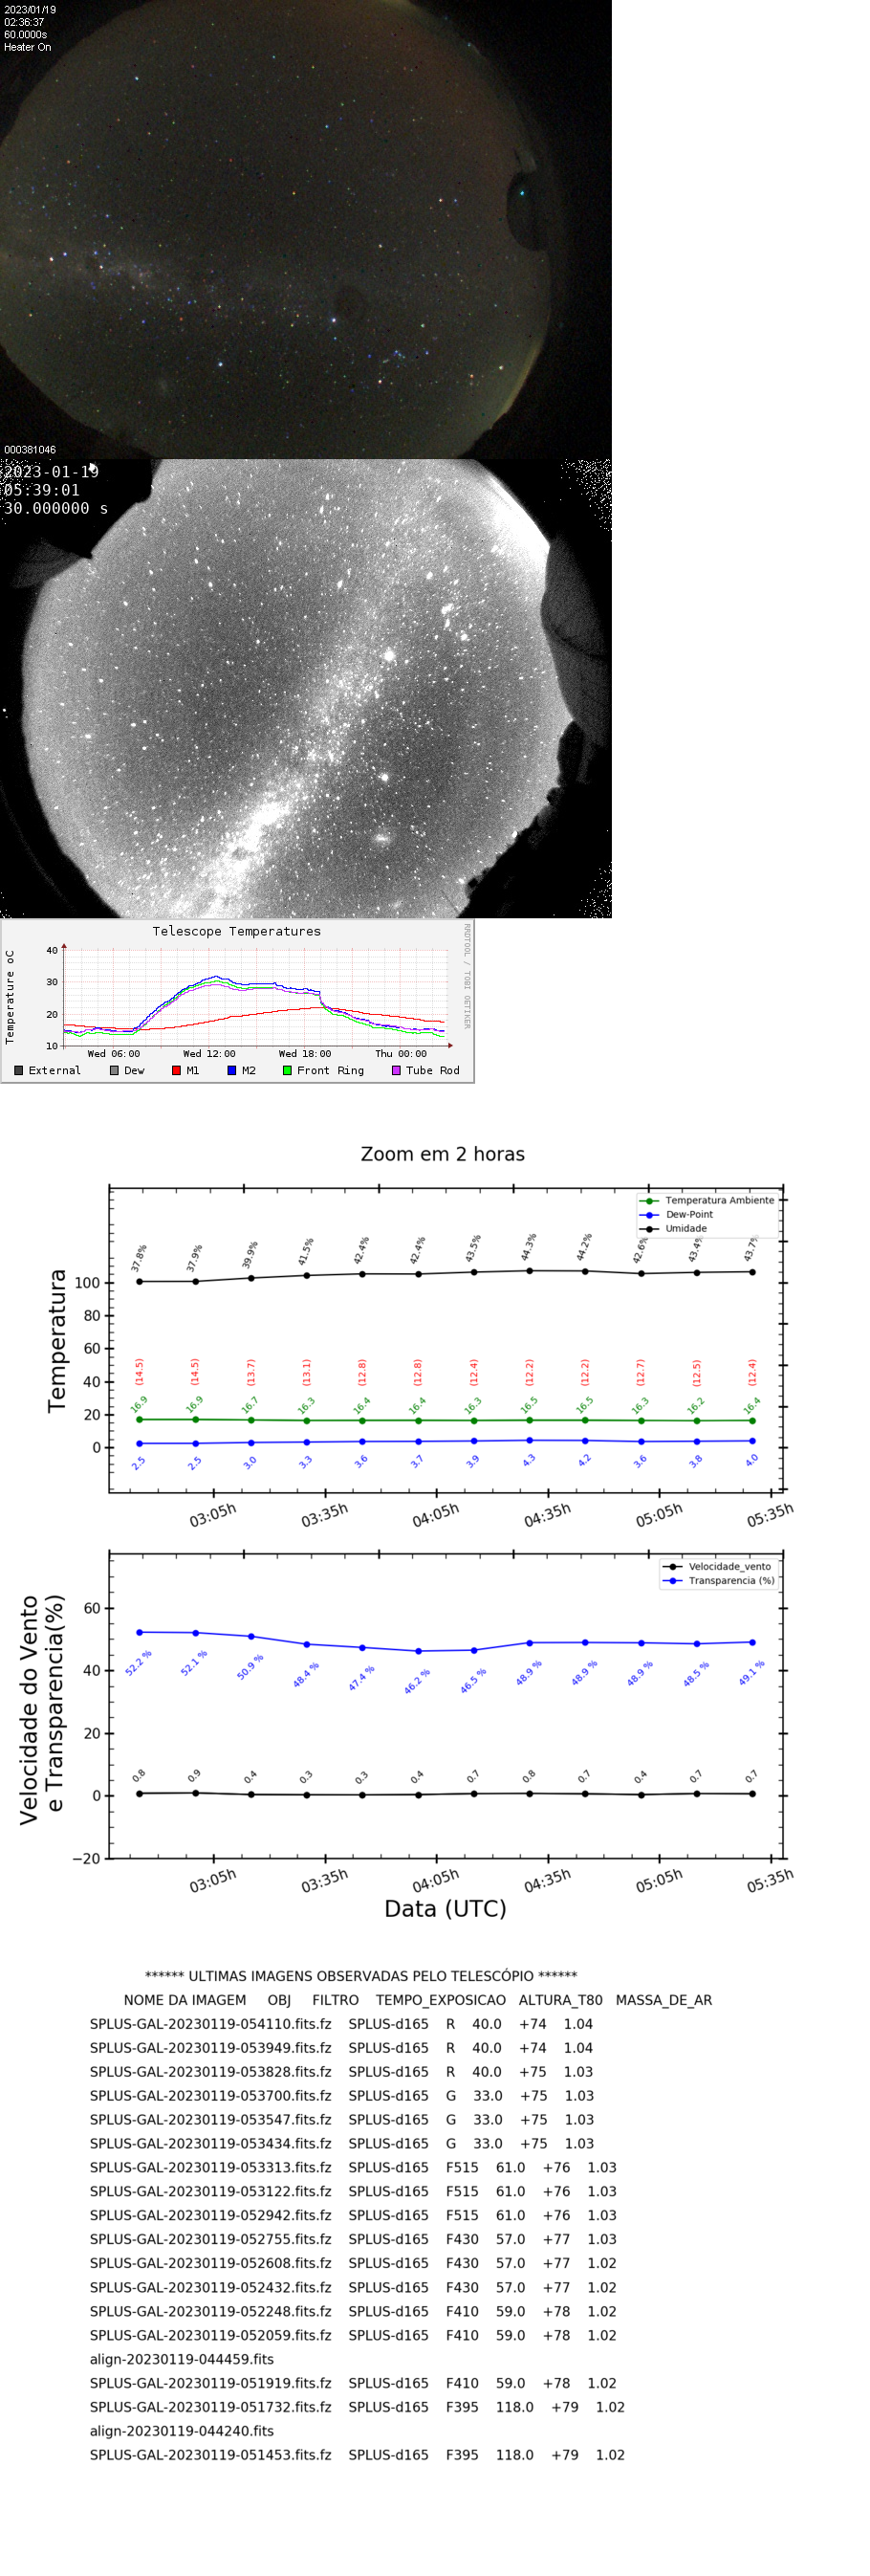 2023/01/19
02:36:37
60.0000s
Heater On
000381046
2023-01-19
05:39:01
30.000000 s
Telescope Temperatures
RRDTOOL / TOBI OETIKER
Temperature oC
40
30
20
10
Wed 06:00 Wed 12:00 Wed 18:00 Thu 00:00
External Dew M1 M2 Front Ring Tube Rod
Zoom em 2 horas
Temperatura Ambiente
Dew-Point
Umidade
Temperatura
100
80
60
40
20
0
37.8% 37.9% 39.9% 41.5% 42.4% 42.4% 43.5% 44.3% 44.2% 42.6% 43.4% 43.7%
(14.5) (14.5) (13.7) (13.1) (12.8) (12.8) (12.4) (12.2) (12.2) (12.7) (12.5) (12.4)
16.9 16.9 16.7 16.3 16.4 16.4 16.3 16.5 16.5 16.3 16.2 16.4
2.5 2.5 3.0 3.3 3.6 3.7 3.9 4.3 4.2 3.6 3.8 4.0
03:05h 03:35h 04:05h 04:35h 05:05h 05:35h
Velocidade_vento
Transparencia (%)
Velocidade do Vento
e Transparencia(%)
60
40
20
0
−20
52.2 % 52.1 % 50.9 % 48.4 % 47.4 % 46.2 % 46.5 % 48.9 % 48.9 % 48.9 % 48.5 % 49.1 %
0.8 0.9 0.4 0.3 0.3 0.4 0.7 0.8 0.7 0.4 0.7 0.7
03:05h 03:35h 04:05h 04:35h 05:05h 05:35h
Data (UTC)
****** ULTIMAS IMAGENS OBSERVADAS PELO TELESCÓPIO ******
NOME DA IMAGEM OBJ FILTRO TEMPO_EXPOSICAO ALTURA_T80 MASSA_DE_AR
SPLUS-GAL-20230119-054110.fits.fz SPLUS-d165 R 40.0 +74 1.04
SPLUS-GAL-20230119-053949.fits.fz SPLUS-d165 R 40.0 +74 1.04
SPLUS-GAL-20230119-053828.fits.fz SPLUS-d165 R 40.0 +75 1.03
SPLUS-GAL-20230119-053700.fits.fz SPLUS-d165 G 33.0 +75 1.03
SPLUS-GAL-20230119-053547.fits.fz SPLUS-d165 G 33.0 +75 1.03
SPLUS-GAL-20230119-053434.fits.fz SPLUS-d165 G 33.0 +75 1.03
SPLUS-GAL-20230119-053313.fits.fz SPLUS-d165 F515 61.0 +76 1.03
SPLUS-GAL-20230119-053122.fits.fz SPLUS-d165 F515 61.0 +76 1.03
SPLUS-GAL-20230119-052942.fits.fz SPLUS-d165 F515 61.0 +76 1.03
SPLUS-GAL-20230119-052755.fits.fz SPLUS-d165 F430 57.0 +77 1.03
SPLUS-GAL-20230119-052608.fits.fz SPLUS-d165 F430 57.0 +77 1.02
SPLUS-GAL-20230119-052432.fits.fz SPLUS-d165 F430 57.0 +77 1.02
SPLUS-GAL-20230119-052248.fits.fz SPLUS-d165 F410 59.0 +78 1.02
SPLUS-GAL-20230119-052059.fits.fz SPLUS-d165 F410 59.0 +78 1.02
align-20230119-044459.fits
SPLUS-GAL-20230119-051919.fits.fz SPLUS-d165 F410 59.0 +78 1.02
SPLUS-GAL-20230119-051732.fits.fz SPLUS-d165 F395 118.0 +79 1.02
align-20230119-044240.fits
SPLUS-GAL-20230119-051453.fits.fz SPLUS-d165 F395 118.0 +79 1.02